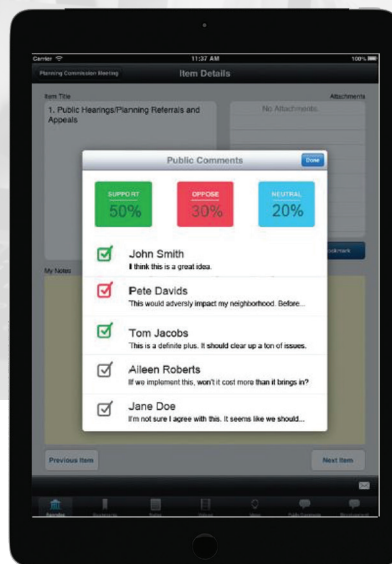 Carrier 11:37 AM 100%
Planning Commission Meeting Item Details
Item Title Attachments
1. Public Hearings/Planning Referrals and
Appeals
No Attachments
Public Comments Done
SUPPORT OPPOSE NEUTRAL
50% 30% 20%
John Smith
I think this is a great idea.
Pete Davids
This would adversly impact my neighborhood. Before...
Tom Jacobs
This is a definite plus. It should clear up a ton of issues.
My Notes
Aileen Roberts
If we implement this, won't it cost more than it brings in?
Jane Doe
I'm not sure I agree with this. It seems like we should...
Previous Item Next Item